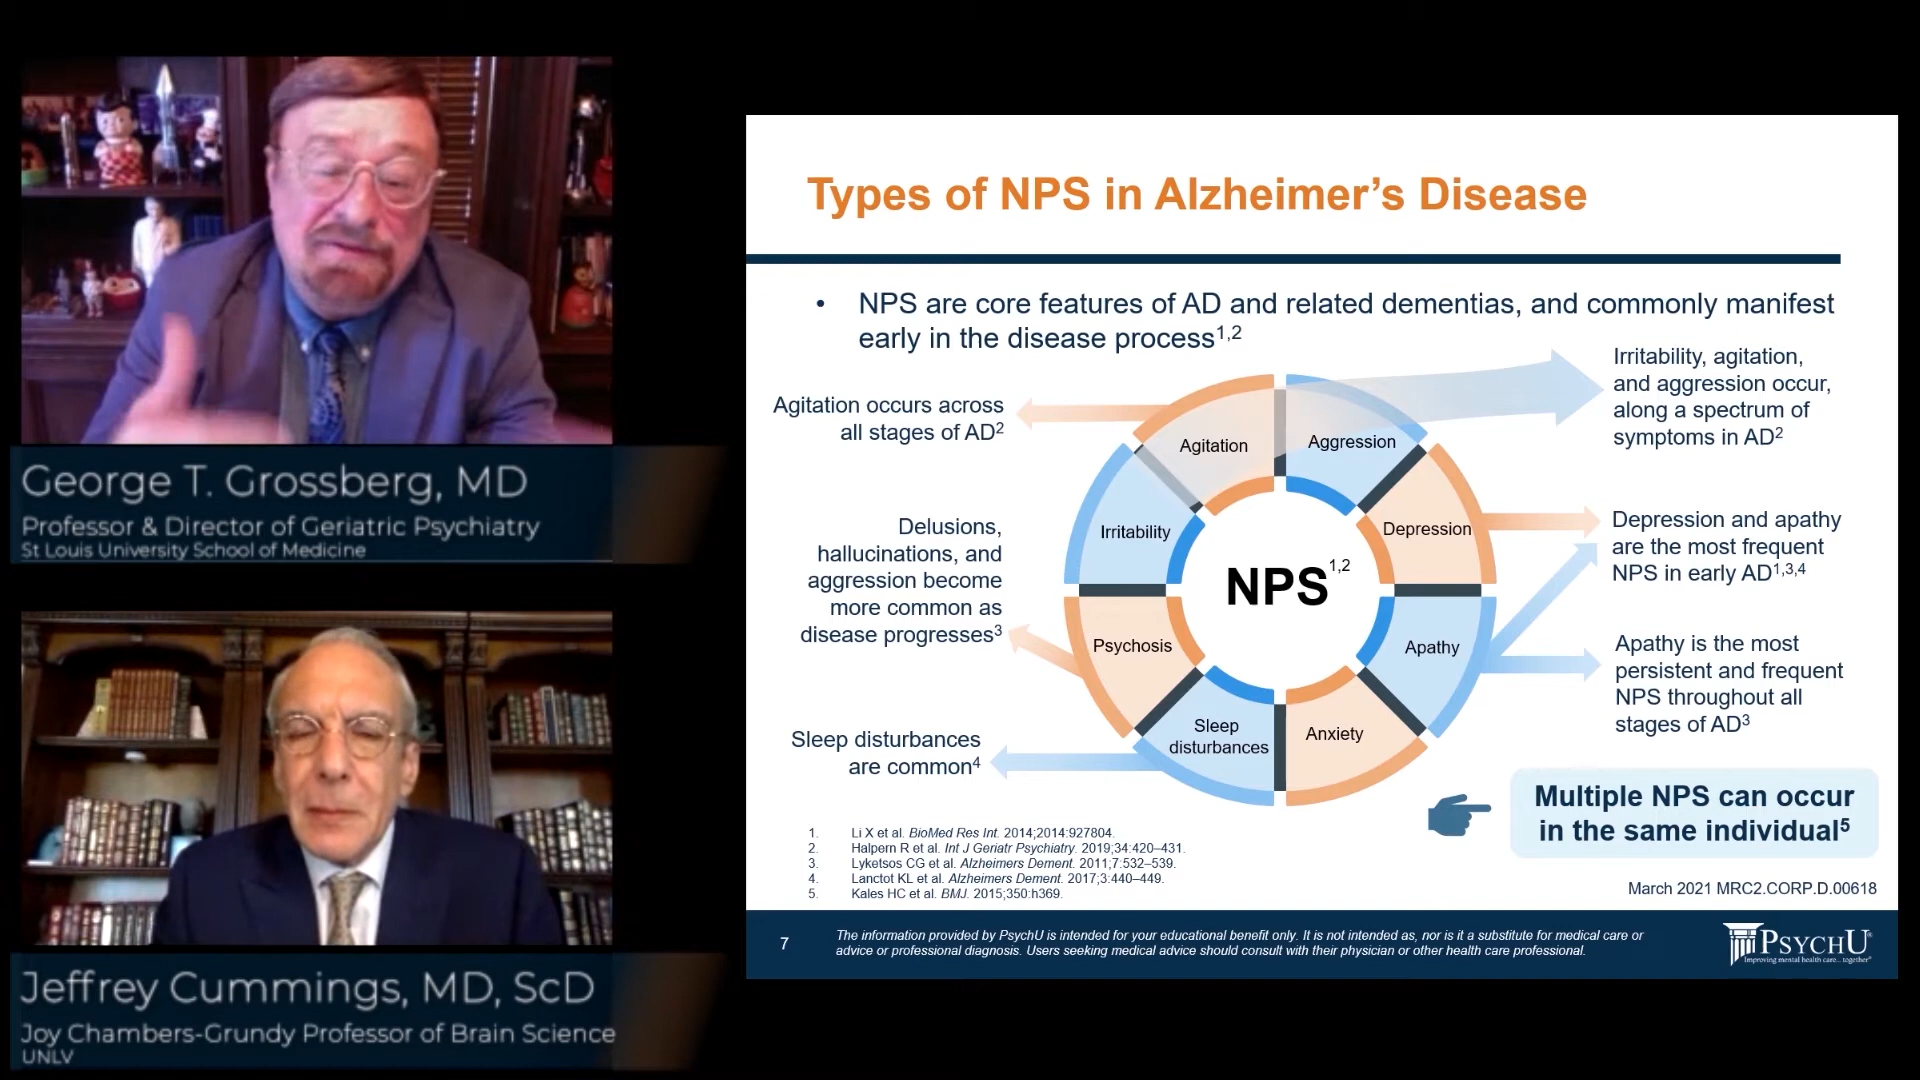 George T. Grossberg, MD
Professor & Director of Geriatric Psychiatry
St Louis University School of Medicine
Jeffrey Cummings, MD, ScD
Joy Chambers-Grundy Professor of Brain Science
UNLV
Types of NPS in Alzheimer’s Disease
• NPS are core features of AD and related dementias, and commonly manifest
early in the disease process1,2
Agitation occurs across
all stages of AD2
Delusions,
hallucinations, and
aggression become
more common as
disease progresses3
Sleep disturbances
are common4
Agitation
Aggression
Irritability
Depression
NPS1,2
Psychosis
Apathy
Sleep
disturbances
Anxiety
Irritability, agitation,
and aggression occur,
along a spectrum of
symptoms in AD2
Depression and apathy
are the most frequent
NPS in early AD1,3,4
Apathy is the most
persistent and frequent
NPS throughout all
stages of AD3
Multiple NPS can occur
in the same individual5
1. Li X et al. BioMed Res Int. 2014;2014:927804.
2. Halpern R et al. Int J Geriatr Psychiatry. 2019;34:420–431.
3. Lyketsos CG et al. Alzheimers Dement. 2011;7:532–539.
4. Lanctot KL et al. Alzheimers Dement. 2017;3:440–449.
5. Kales HC et al. BMJ. 2015;350:h369.
March 2021 MRC2.CORP.D.00618
7
The information provided by PsychU is intended for your educational benefit only. It is not intended as, nor is it a substitute for medical care or
advice or professional diagnosis. Users seeking medical advice should consult with their physician or other health care professional.
PSYCHU®
Improving mental health care... together®